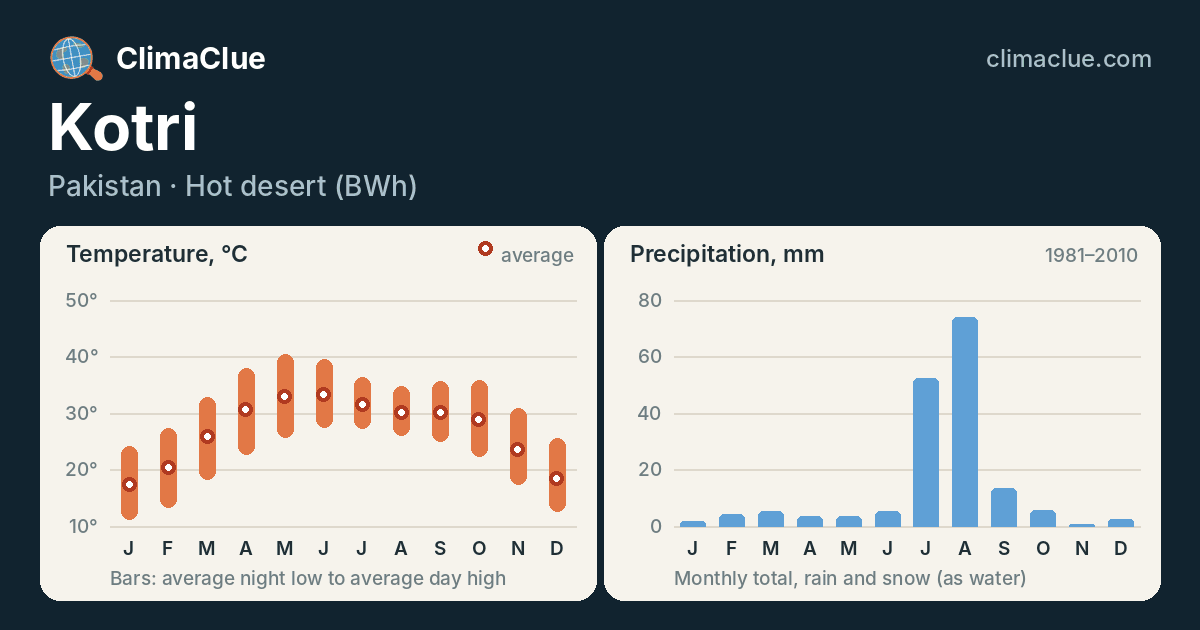 ClimaClue
climaclue.com
Kotri
Pakistan · Hot desert (BWh)
Temperature, °C
average
50°
40°
30°
20°
10°
J F M A M J J A S O N D
Bars: average night low to average day high
Precipitation, mm
1981–2010
80
60
40
20
0
J F M A M J J A S O N D
Monthly total, rain and snow (as water)